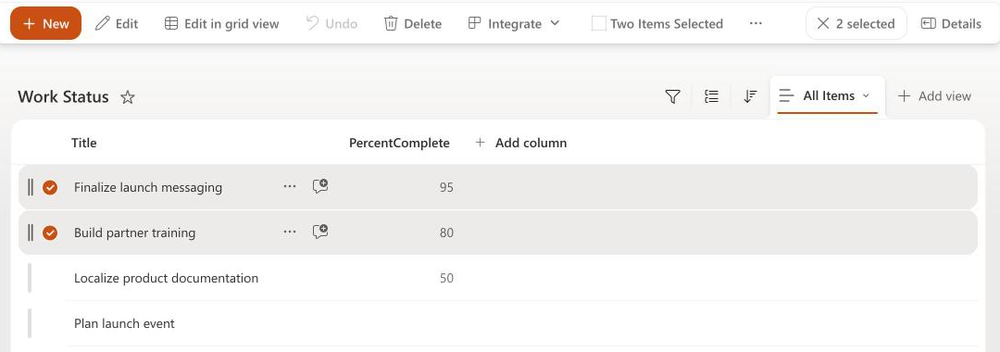 New Edit Edit in grid view Undo Delete Integrate Two Items Selected ... 2 selected Details
Work Status All Items Add view
Title PercentComplete Add column
Finalize launch messaging ... 95
Build partner training ... 80
Localize product documentation 50
Plan launch event